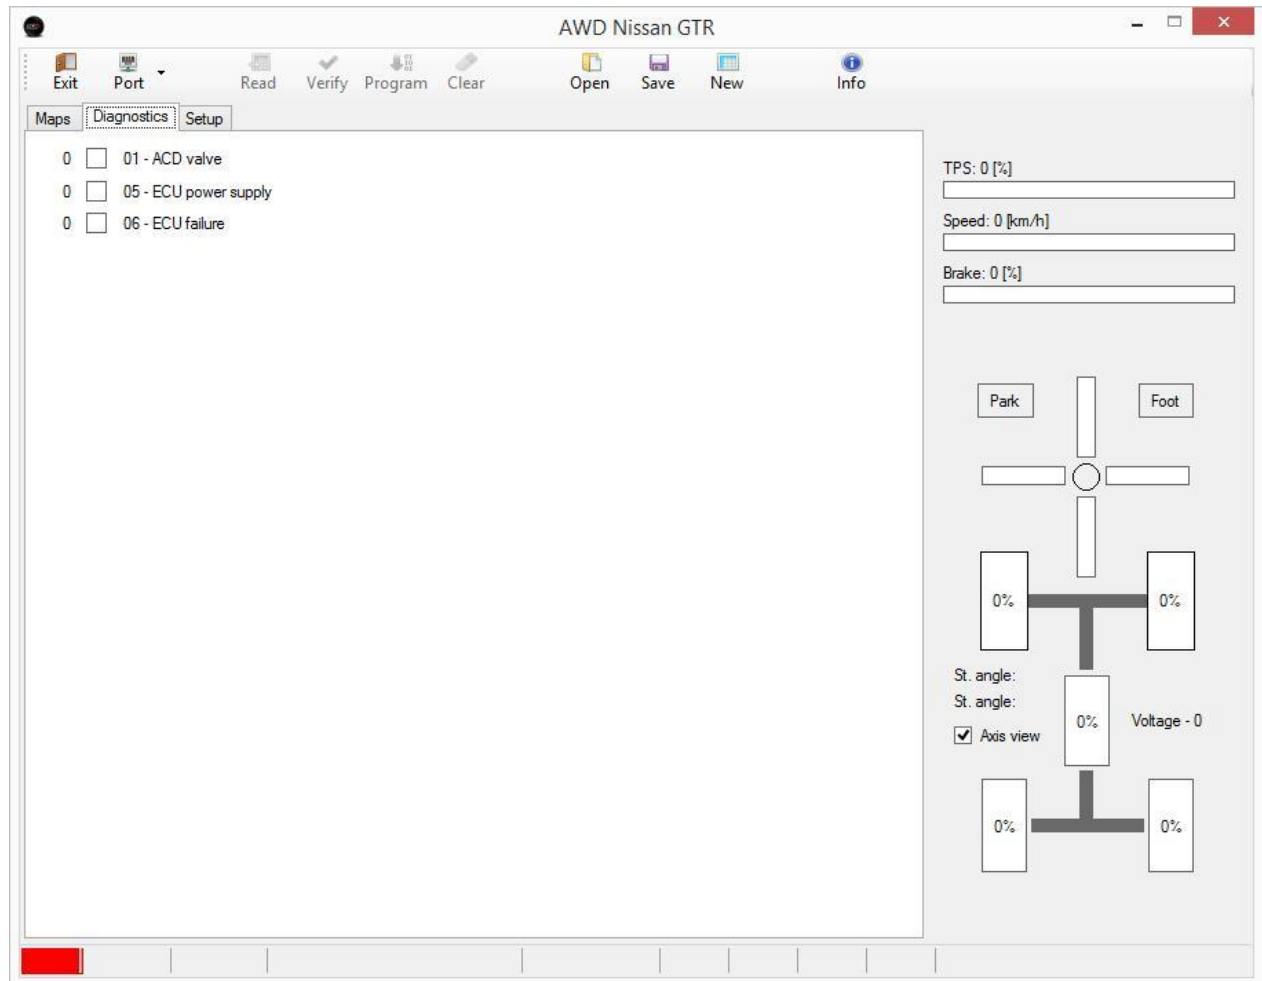 AWD Nissan GTR
Exit Port Read Verify Program Clear Open Save New Info
Maps Diagnostics Setup
0 01 - ACD valve
0 05 - ECU power supply
0 06 - ECU failure
TPS: 0 [%]
Speed: 0 [km/h]
Brake: 0 [%]
Park Foot
0% 0%
St. angle:
St. angle:
0% Voltage - 0
Axis view
0% 0%